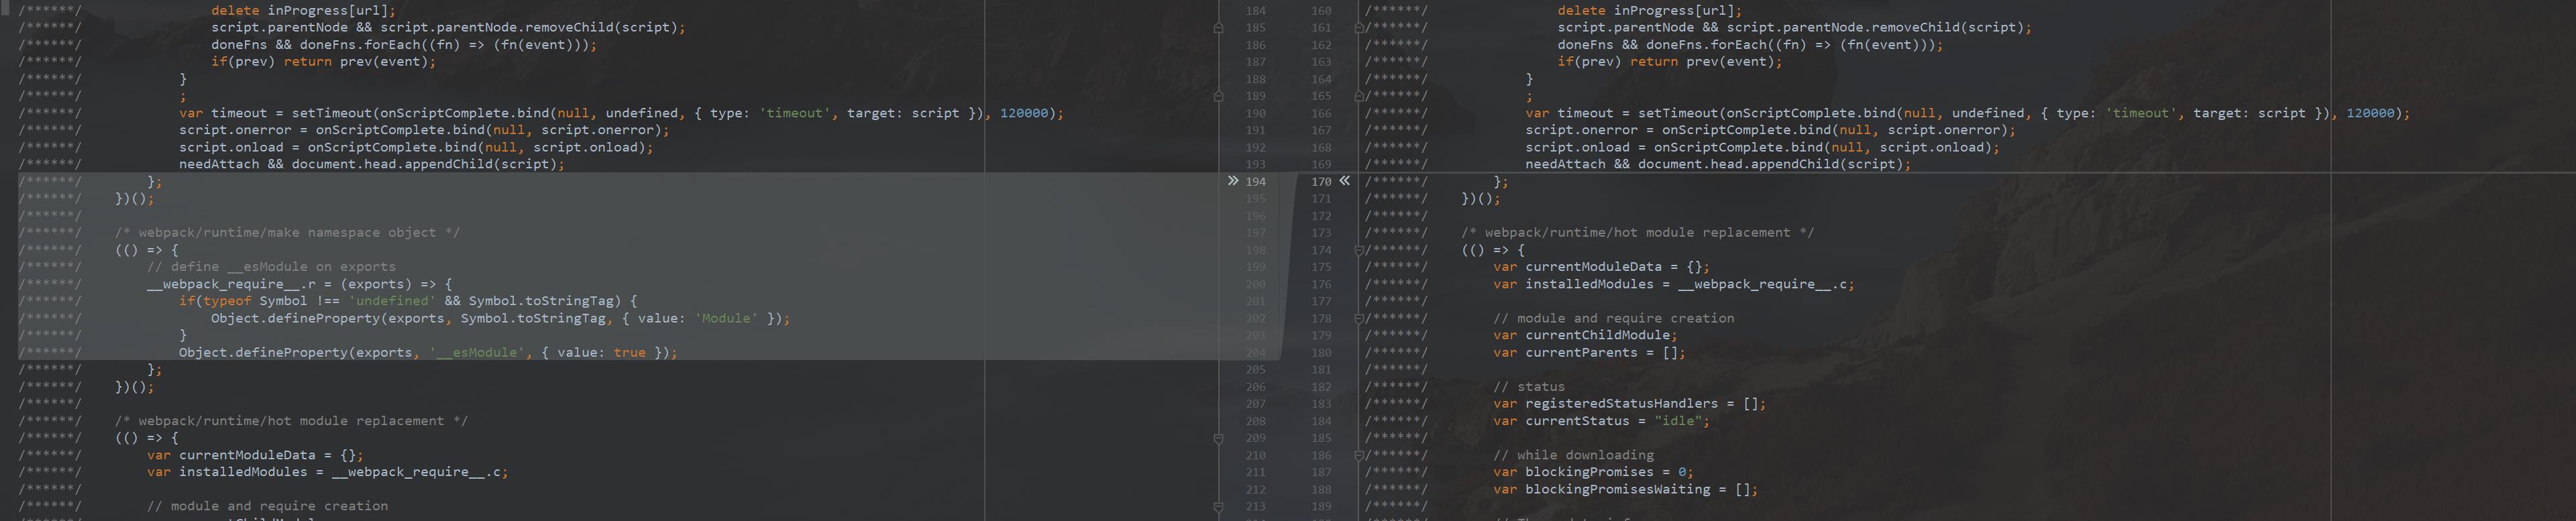 /******/ 				delete inProgress[url];
/******/ 				script.parentNode && script.parentNode.removeChild(script);
/******/ 				doneFns && doneFns.forEach((fn) => (fn(event)));
/******/ 				if(prev) return prev(event);
/******/ 			}
/******/ 			;
/******/ 			var timeout = setTimeout(onScriptComplete.bind(null, undefined, { type: 'timeout', target: script }), 120000);
/******/ 			script.onerror = onScriptComplete.bind(null, script.onerror);
/******/ 			script.onload = onScriptComplete.bind(null, script.onload);
/******/ 			needAttach && document.head.appendChild(script);
/******/ 		};
/******/ 	})();
/******/
/******/ 	/* webpack/runtime/make namespace object */
/******/ 	(() => {
/******/ 		// define __esModule on exports
/******/ 		__webpack_require__.r = (exports) => {
/******/ 			if(typeof Symbol !== 'undefined' && Symbol.toStringTag) {
/******/ 				Object.defineProperty(exports, Symbol.toStringTag, { value: 'Module' });
/******/ 			}
/******/ 			Object.defineProperty(exports, '__esModule', { value: true });
/******/ 		};
/******/ 	})();
/******/
/******/ 	/* webpack/runtime/hot module replacement */
/******/ 	(() => {
/******/ 		var currentModuleData = {};
/******/ 		var installedModules = __webpack_require__.c;
/******/
/******/ 		// module and require creation
184 160
185 161
186 162
187 163
188 164
189 165
190 166
191 167
192 168
193 169
» 194 170 «
195 171
196 172
197 173
198 174
199 175
200 176
201 177
202 178
203 179
204 180
205 181
206 182
207 183
208 184
209 185
210 186
211 187
212 188
213 189
/******/ 				delete inProgress[url];
/******/ 				script.parentNode && script.parentNode.removeChild(script);
/******/ 				doneFns && doneFns.forEach((fn) => (fn(event)));
/******/ 				if(prev) return prev(event);
/******/ 			}
/******/ 			;
/******/ 			var timeout = setTimeout(onScriptComplete.bind(null, undefined, { type: 'timeout', target: script }), 120000);
/******/ 			script.onerror = onScriptComplete.bind(null, script.onerror);
/******/ 			script.onload = onScriptComplete.bind(null, script.onload);
/******/ 			needAttach && document.head.appendChild(script);
/******/ 		};
/******/ 	})();
/******/
/******/ 	/* webpack/runtime/hot module replacement */
/******/ 	(() => {
/******/ 		var currentModuleData = {};
/******/ 		var installedModules = __webpack_require__.c;
/******/
/******/ 		// module and require creation
/******/ 		var currentChildModule;
/******/ 		var currentParents = [];
/******/
/******/ 		// status
/******/ 		var registeredStatusHandlers = [];
/******/ 		var currentStatus = "idle";
/******/
/******/ 		// while downloading
/******/ 		var blockingPromises = 0;
/******/ 		var blockingPromisesWaiting = [];
/******/